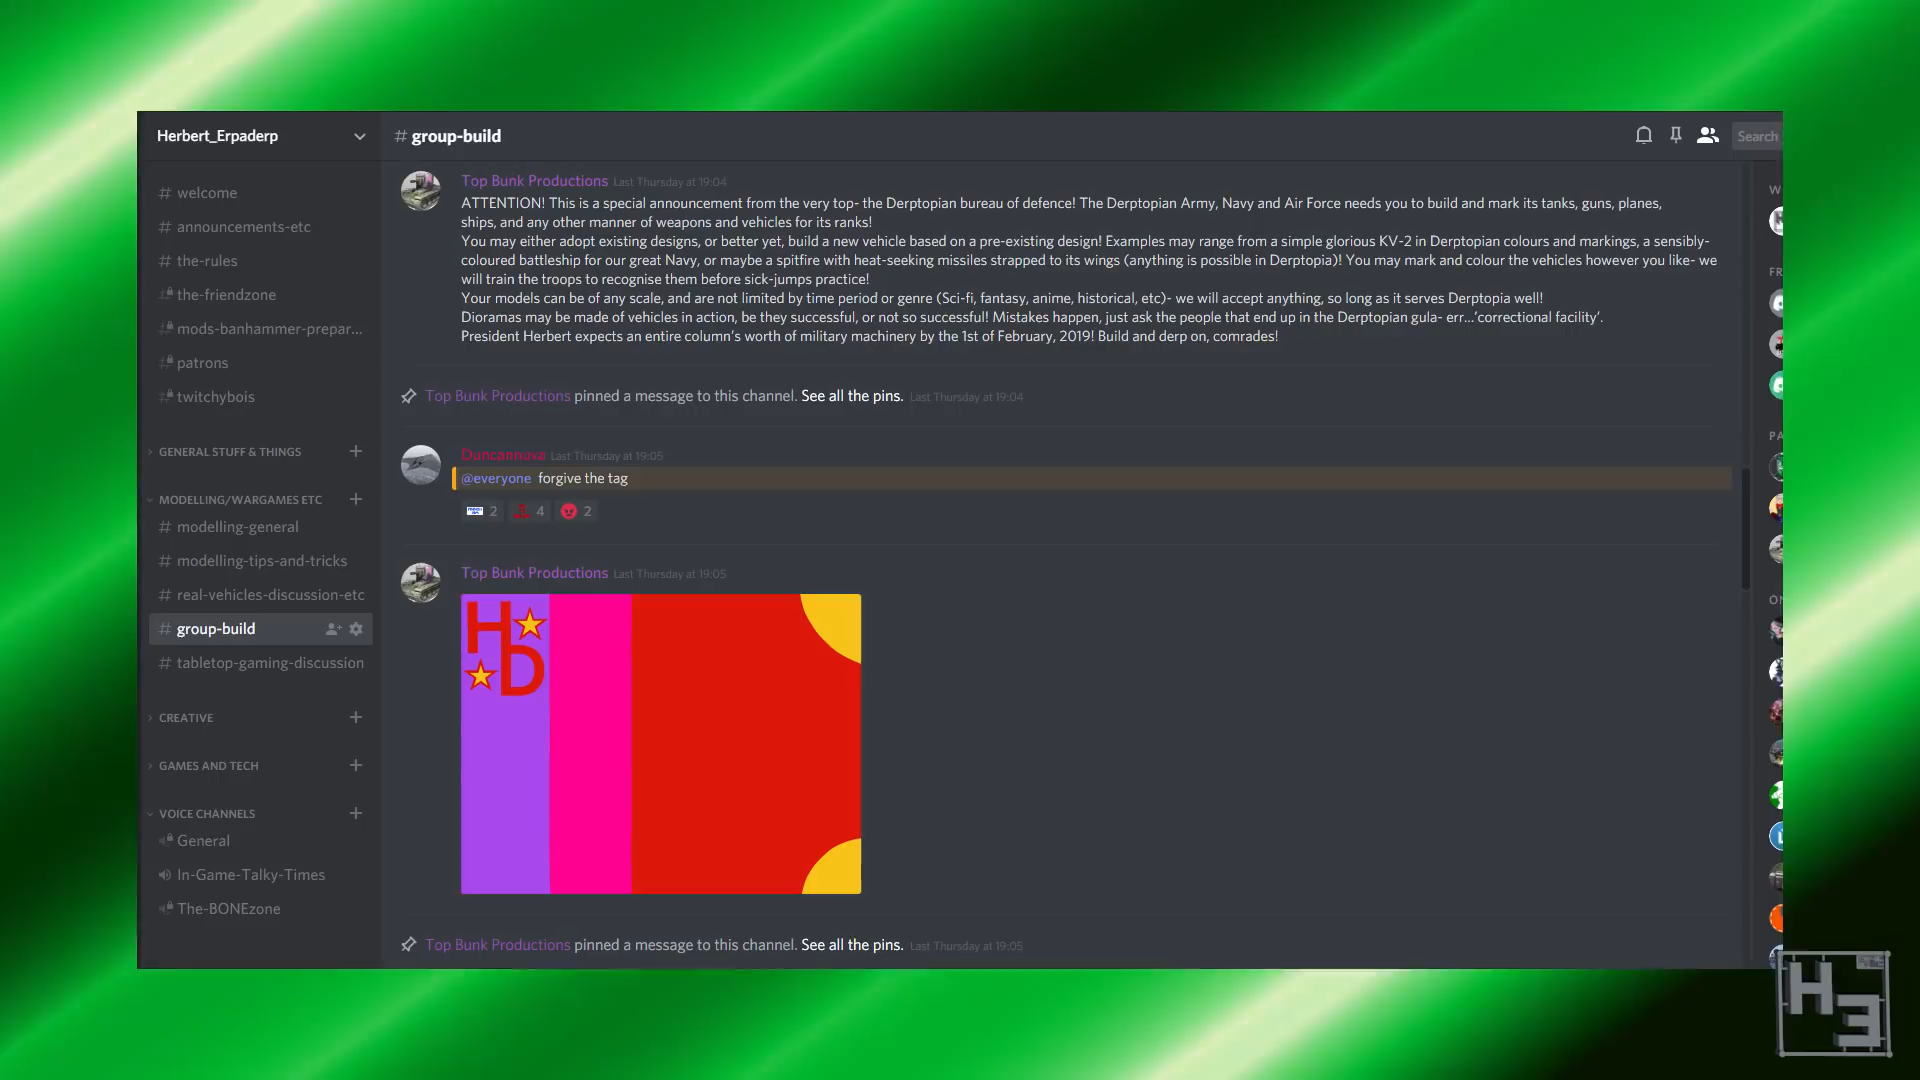 Herbert_Erpaderp
# welcome
# announcements-etc
# the-rules
# the-friendzone
# mods-banhammer-prepar...
# patrons
# twitchybois
GENERAL STUFF & THINGS +
MODELLING/WARGAMES ETC +
# modelling-general
# modelling-tips-and-tricks
# real-vehicles-discussion-etc
# group-build
# tabletop-gaming-discussion
CREATIVE +
GAMES AND TECH +
VOICE CHANNELS +
General
In-Game-Talky-Times
The-BONEzone
# group-build
Search
Top Bunk Productions Last Thursday at 19:04
ATTENTION! This is a special announcement from the very top- the Derptopian bureau of defence! The Derptopian Army, Navy and Air Force needs you to build and mark its tanks, guns, planes,
ships, and any other manner of weapons and vehicles for its ranks!
You may either adopt existing designs, or better yet, build a new vehicle based on a pre-existing design! Examples may range from a simple glorious KV-2 in Derptopian colours and markings, a sensibly-
coloured battleship for our great Navy, or maybe a spitfire with heat-seeking missiles strapped to its wings (anything is possible in Derptopia)! You may mark and colour the vehicles however you like- we
will train the troops to recognise them before sick-jumps practice!
Your models can be of any scale, and are not limited by time period or genre (Sci-fi, fantasy, anime, historical, etc)- we will accept anything, so long as it serves Derptopia well!
Dioramas may be made of vehicles in action, be they successful, or not so successful! Mistakes happen, just ask the people that end up in the Derptopian gula- err...'correctional facility'.
President Herbert expects an entire column's worth of military machinery by the 1st of February, 2019! Build and derp on, comrades!
Top Bunk Productions pinned a message to this channel. See all the pins. Last Thursday at 19:04
Duncannova Last Thursday at 19:05
@everyone forgive the tag
2 4 2
Top Bunk Productions Last Thursday at 19:05
H
D
Top Bunk Productions pinned a message to this channel. See all the pins. Last Thursday at 19:05
W
FR
PA
ON